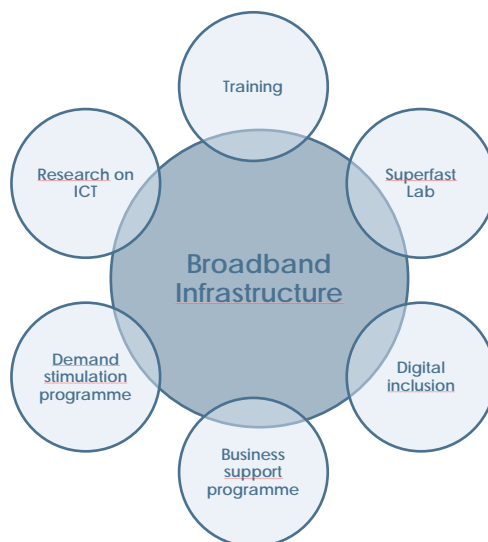 Training
Research on
ICT
Superfast
Lab
Broadband
Infrastructure
Demand
stimulation
programme
Digital
inclusion
Business
support
programme